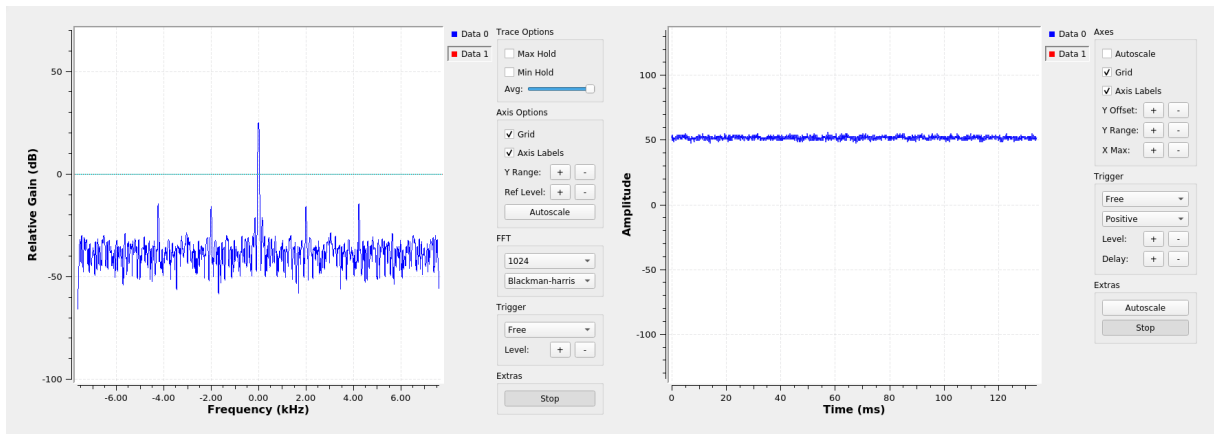 50
0
-50
-100
-6.00 -4.00 -2.00 0.00 2.00 4.00 6.00
Frequency (kHz)
Relative Gain (dB)
Data 0
Data 1
Trace Options
Max Hold
Min Hold
Avg:
Axis Options
Grid
Axis Labels
Y Range: + -
Ref Level: + -
Autoscale
FFT
1024
Blackman-harris
Trigger
Free
Level: + -
Extras
Stop
100
50
0
-50
-100
0 20 40 60 80 100 120
Time (ms)
Amplitude
Data 0
Data 1
Axes
Autoscale
Grid
Axis Labels
Y Offset: + -
Y Range: + -
X Max: + -
Trigger
Free
Positive
Level: + -
Delay: + -
Extras
Autoscale
Stop